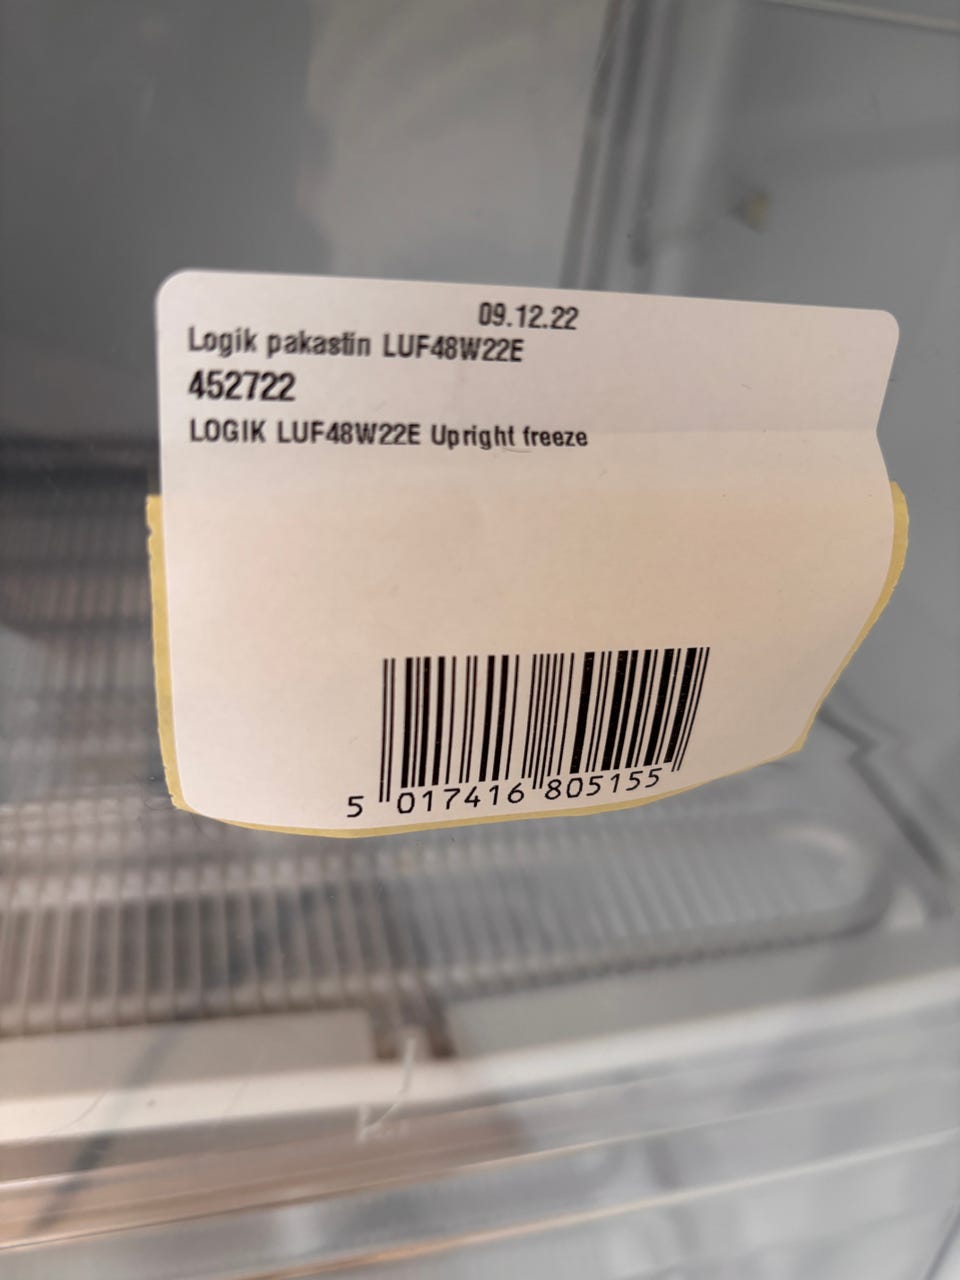 09.12.22
Logik pakastin LUF48W22E
452722
LOGIK LUF48W22E Upright freeze
5 017416 805155